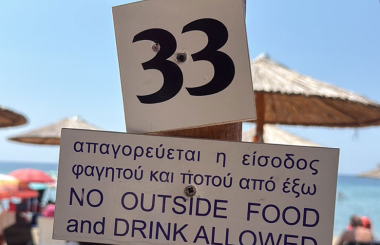 33
απαγορεύεται η είσοδος
φαγητού και ποτού από έξω
NO OUTSIDE FOOD
and DRINK ALLOWED